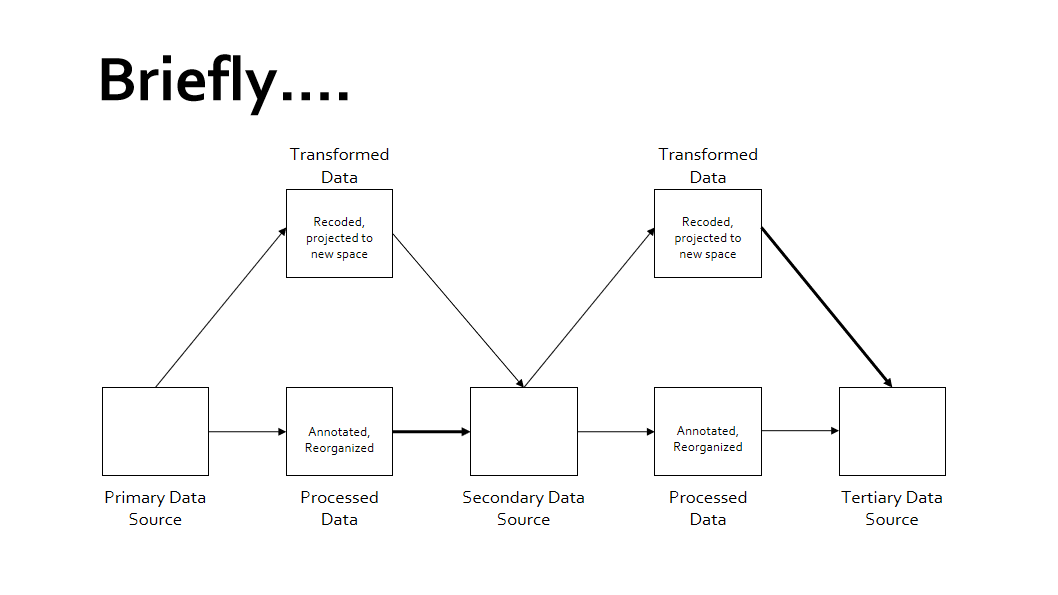 Briefly....
Transformed
Data
Transformed
Data
Recoded,
projected to
new space
Recoded,
projected to
new space
Annotated,
Reorganized
Annotated,
Reorganized
Primary Data
Source
Processed
Data
Secondary Data
Source
Processed
Data
Tertiary Data
Source